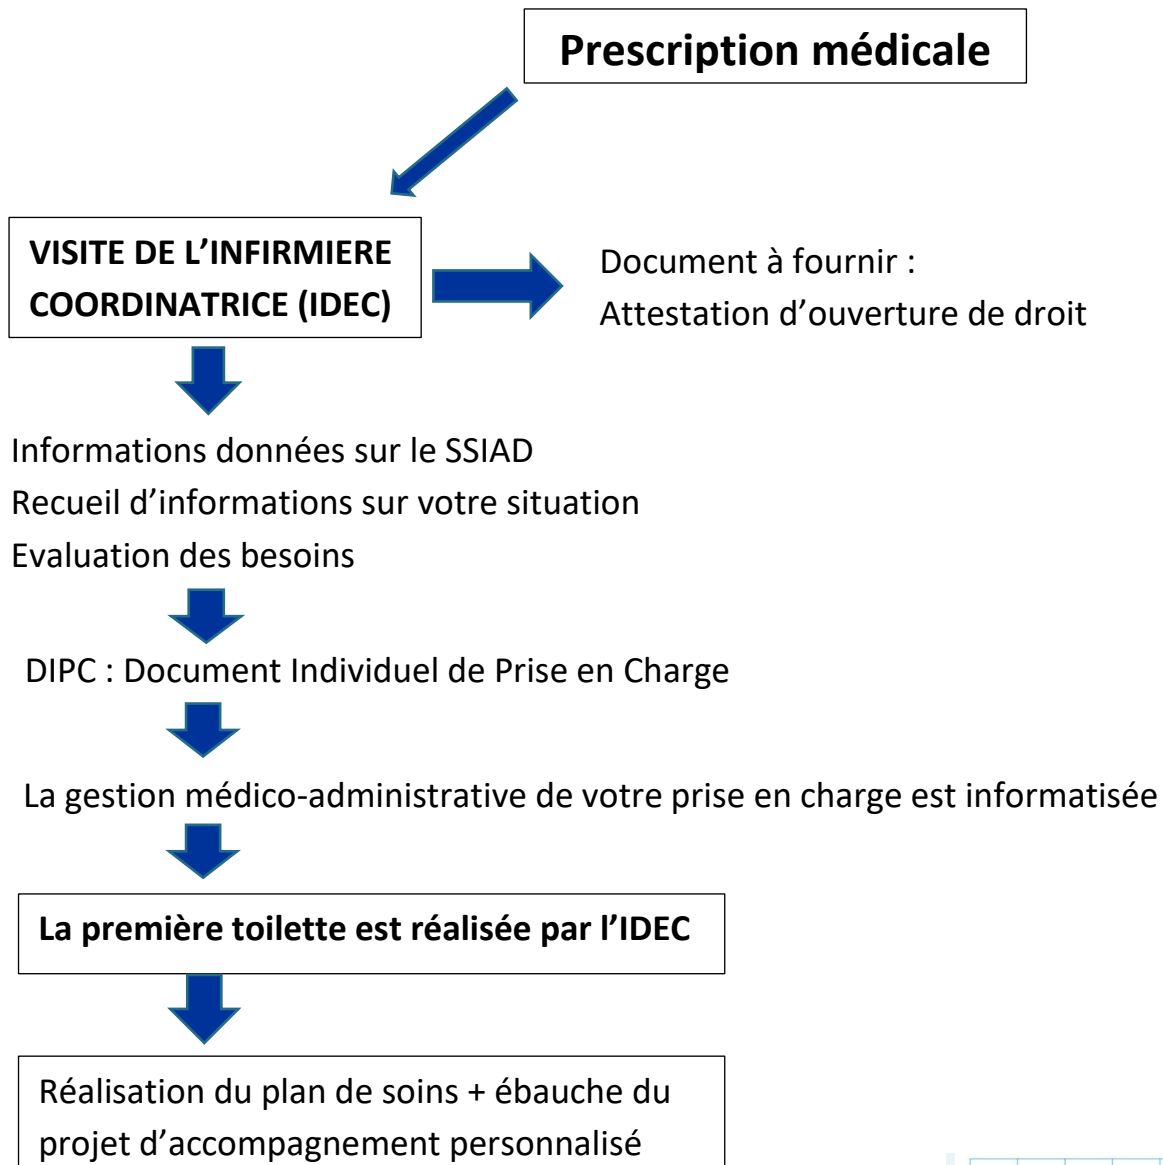 Prescription médicale
VISITE DE L’INFIRMIERE
COORDINATRICE (IDEC)
Document à fournir :
Attestation d’ouverture de droit
Informations données sur le SSIAD
Recueil d’informations sur votre situation
Evaluation des besoins
DIPC : Document Individuel de Prise en Charge
La gestion médico-administrative de votre prise en charge est informatisée
La première toilette est réalisée par l’IDEC
Réalisation du plan de soins + ébauche du
projet d’accompagnement personnalisé